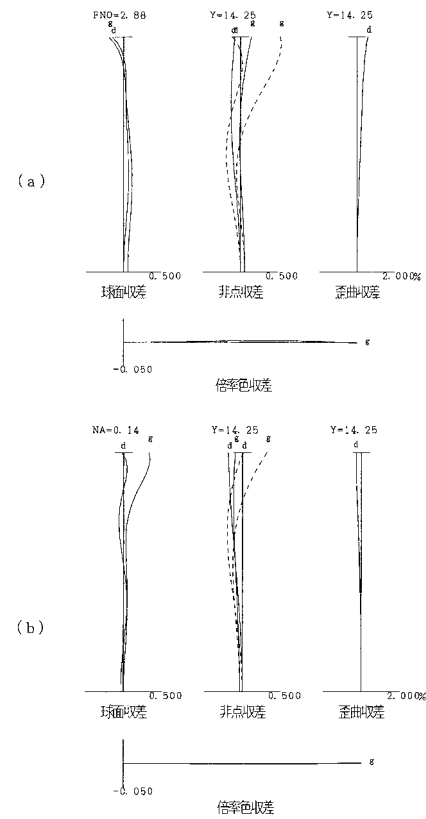 FNO=2.88
g
d
Y=14.25
d
g
g
Y=14.25
d
(a)
0.500
0.500
2.000%
球面収差
非点収差
歪曲収差
g
-0.050
倍率色収差
NA=0.14
d
g
Y=14.25
d
g
d
g
Y=14.25
d
(b)
0.500
0.500
2.000%
球面収差
非点収差
歪曲収差
g
-0.050
倍率色収差